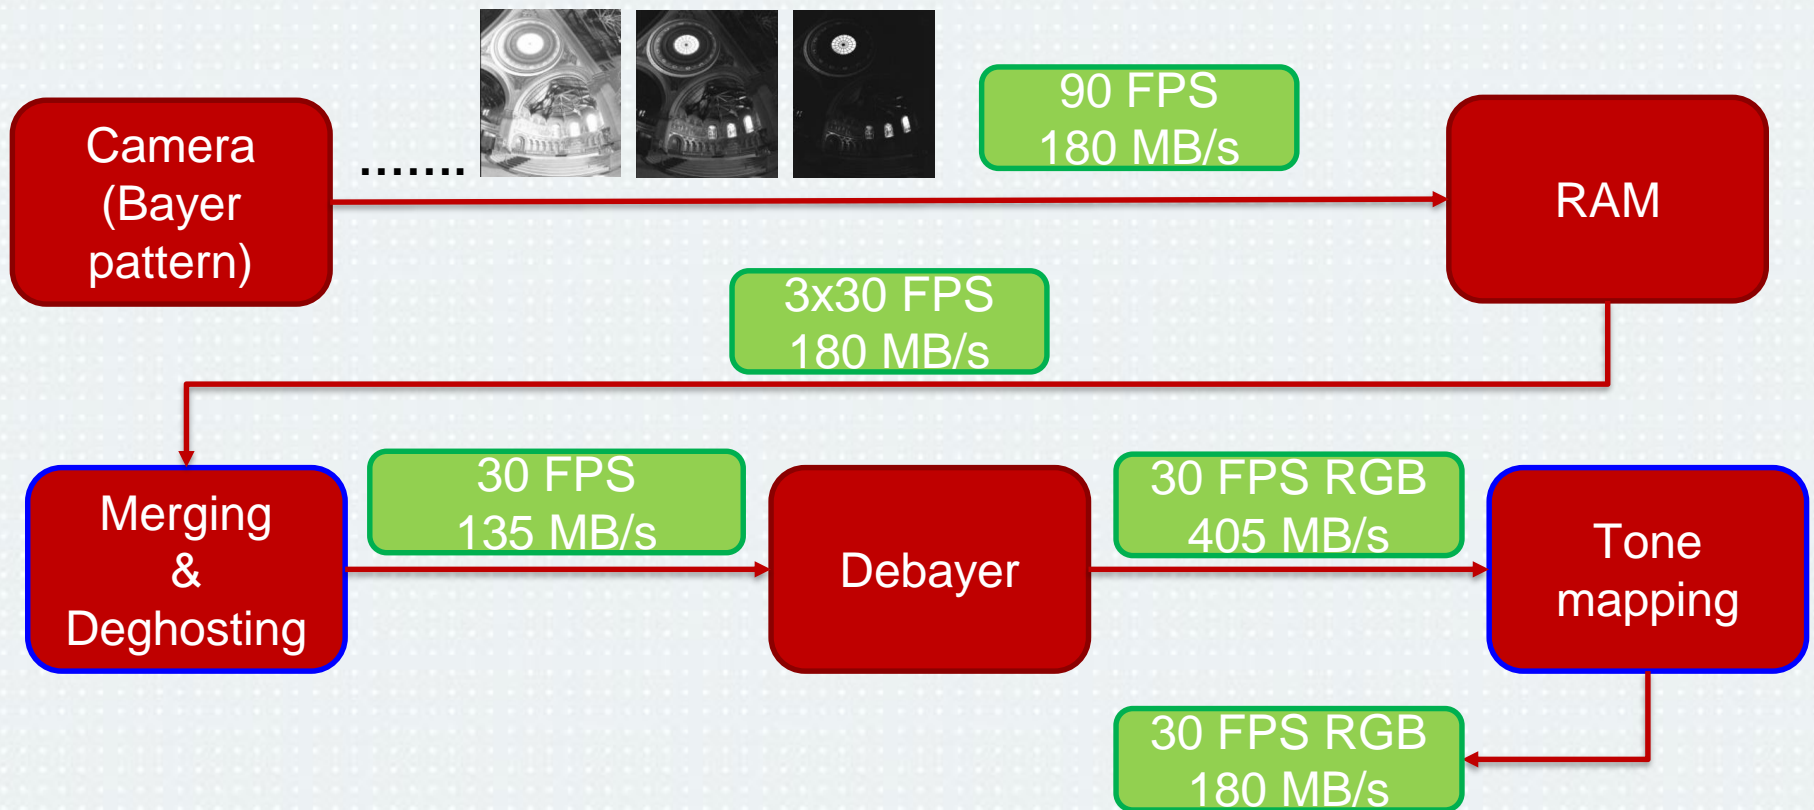 Camera
(Bayer
pattern)
.......
90 FPS
180 MB/s
RAM
3x30 FPS
180 MB/s
Merging
&
Deghosting
30 FPS
135 MB/s
Debayer
30 FPS RGB
405 MB/s
Tone
mapping
30 FPS RGB
180 MB/s